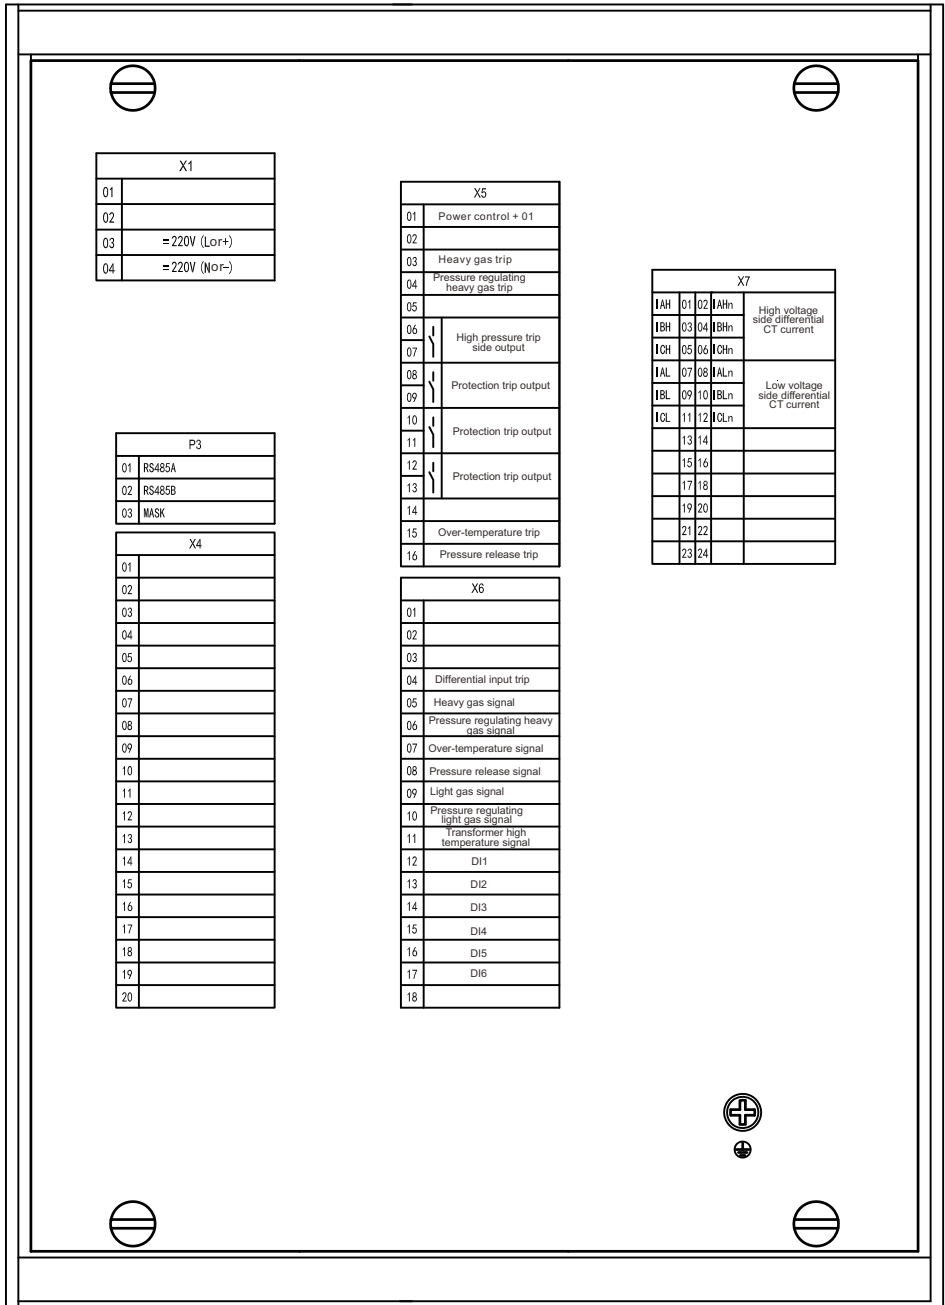 X1
01
02
03 =220V (Lor+)
04 =220V (Nor-)
P3
01 RS485A
02 RS485B
03 MASK
X4
01
02
03
04
05
06
07
08
09
10
11
12
13
14
15
16
17
18
19
20
X5
01 Power control + 01
02
03 Heavy gas trip
04 Pressure regulating
heavy gas trip
05
06 High pressure trip
07 side output
08 Protection trip output
09
10 Protection trip output
11
12 Protection trip output
13
14
15 Over-temperature trip
16 Pressure release trip
X6
01
02
03
04 Differential input trip
05 Heavy gas signal
06 Pressure regulating heavy
gas signal
07 Over-temperature signal
08 Pressure release signal
09 Light gas signal
10 Pressure regulating
light gas signal
11 Transformer high
temperature signal
12 DI1
13 DI2
14 DI3
15 DI4
16 DI5
17 DI6
18
X7
IAH 01 02 IAHn
IBH 03 04 IBHn
ICH 05 06 ICHn
High voltage
side differential
CT current
IAL 07 08 IALn
IBL 09 10 IBLn
ICL 11 12 ICLn
Low voltage
side differential
CT current
13 14
15 16
17 18
19 20
21 22
23 24